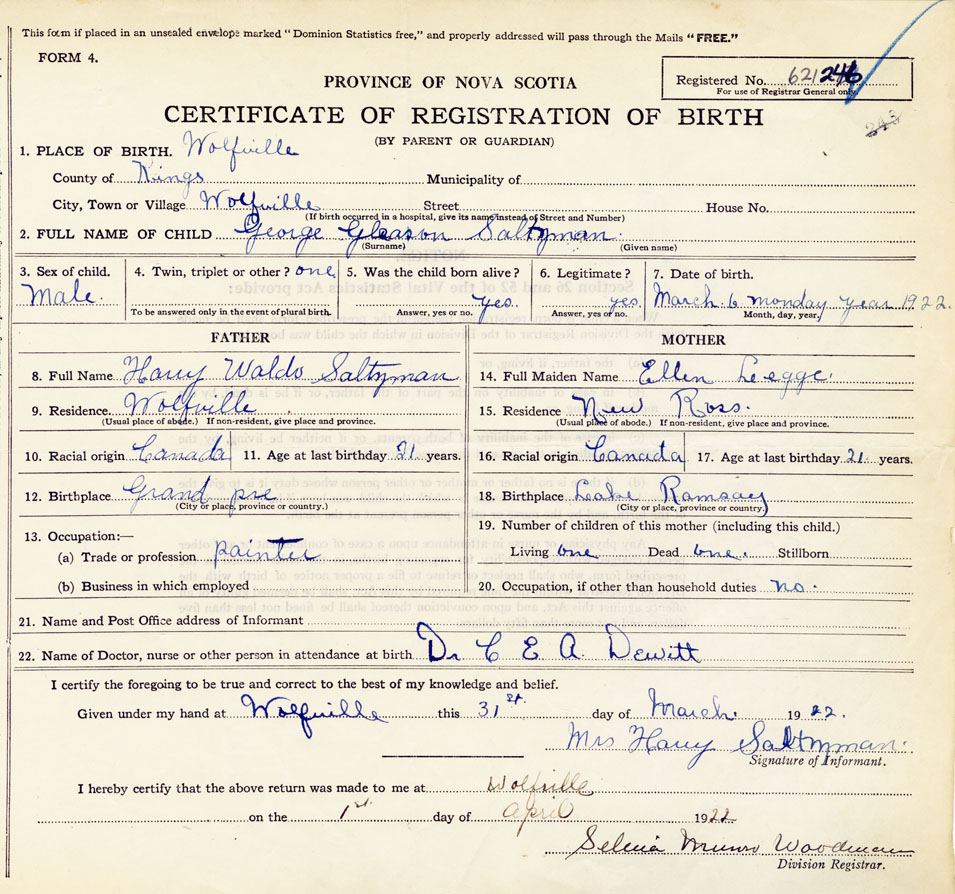 This form if placed in an unsealed envelope marked "Dominion Statistics free," and properly addressed will pass through the Mails "FREE."
FORM 4.
PROVINCE OF NOVA SCOTIA
Registered No. 621246
For use of Registrar General only.
CERTIFICATE OF REGISTRATION OF BIRTH
243
(BY PARENT OR GUARDIAN)
1. PLACE OF BIRTH. Wolfville
County of Kings Municipality of
City, Town or Village Wolfville Street House No.
(If birth occurred in a hospital, give its name instead of Street and Number)
2. FULL NAME OF CHILD George Gleason Saltzman.
(Surname) (Given name)
3. Sex of child. 4. Twin, triplet or other? one 5. Was the child born alive? 6. Legitimate? 7. Date of birth.
Male. yes. yes. March 6 monday year 1922.
To be answered only in the event of plural birth. Answer, yes or no. Answer, yes or no. Month, day, year,
FATHER MOTHER
8. Full Name Harry Waldo Saltzman 14. Full Maiden Name Ellen Leegge.
9. Residence. Wolfville 15. Residence New Ross.
(Usual place of abode.) If non-resident, give place and province. (Usual place of abode.) If non-resident, give place and province.
10. Racial origin Canada 11. Age at last birthday 21 years. 16. Racial origin Canada 17. Age at last birthday 21 years.
12. Birthplace Grand pre 18. Birthplace Lake Ramsay
(City or place, province or country.) (City or place, province or country.)
13. Occupation:— 19. Number of children of this mother (including this child.)
(a) Trade or profession painter Living one Dead one. Stillborn
(b) Business in which employed 20. Occupation, if other than household duties no.
21. Name and Post Office address of Informant
22. Name of Doctor, nurse or other person in attendance at birth Dr C E A. Dewitt
I certify the foregoing to be true and correct to the best of my knowledge and belief.
Given under my hand at Wolfville this 31st. day of March. 1922.
Mrs Harry Saltzman.
Signature of Informant.
I hereby certify that the above return was made to me at Wolfville
on the 1st. day of April 1922
Selina Munro Woodman
Division Registrar.